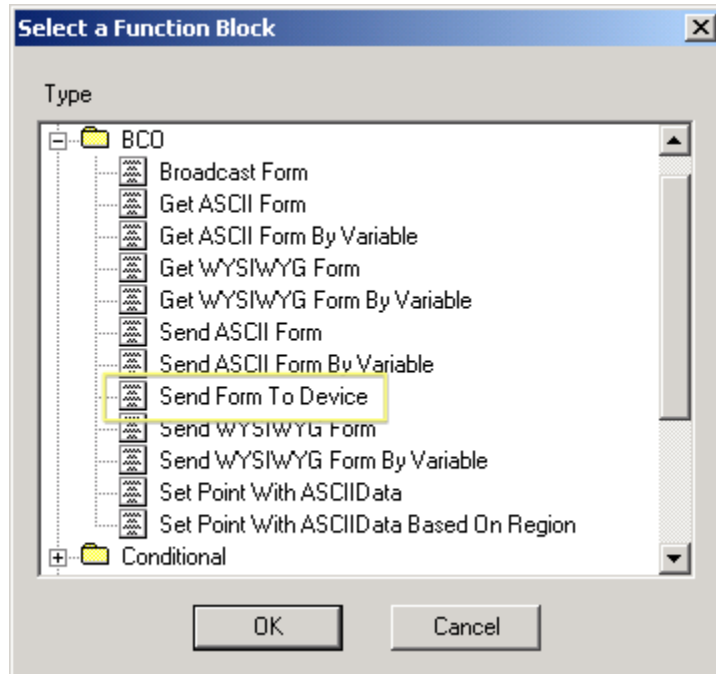 Select a Function Block
Type
BCO
Broadcast Form
Get ASCII Form
Get ASCII Form By Variable
Get WYSIWYG Form
Get WYSIWYG Form By Variable
Send ASCII Form
Send ASCII Form By Variable
Send Form To Device
Send WYSIWYG Form
Send WYSIWYG Form By Variable
Set Point With ASCIIData
Set Point With ASCIIData Based On Region
Conditional
OK Cancel